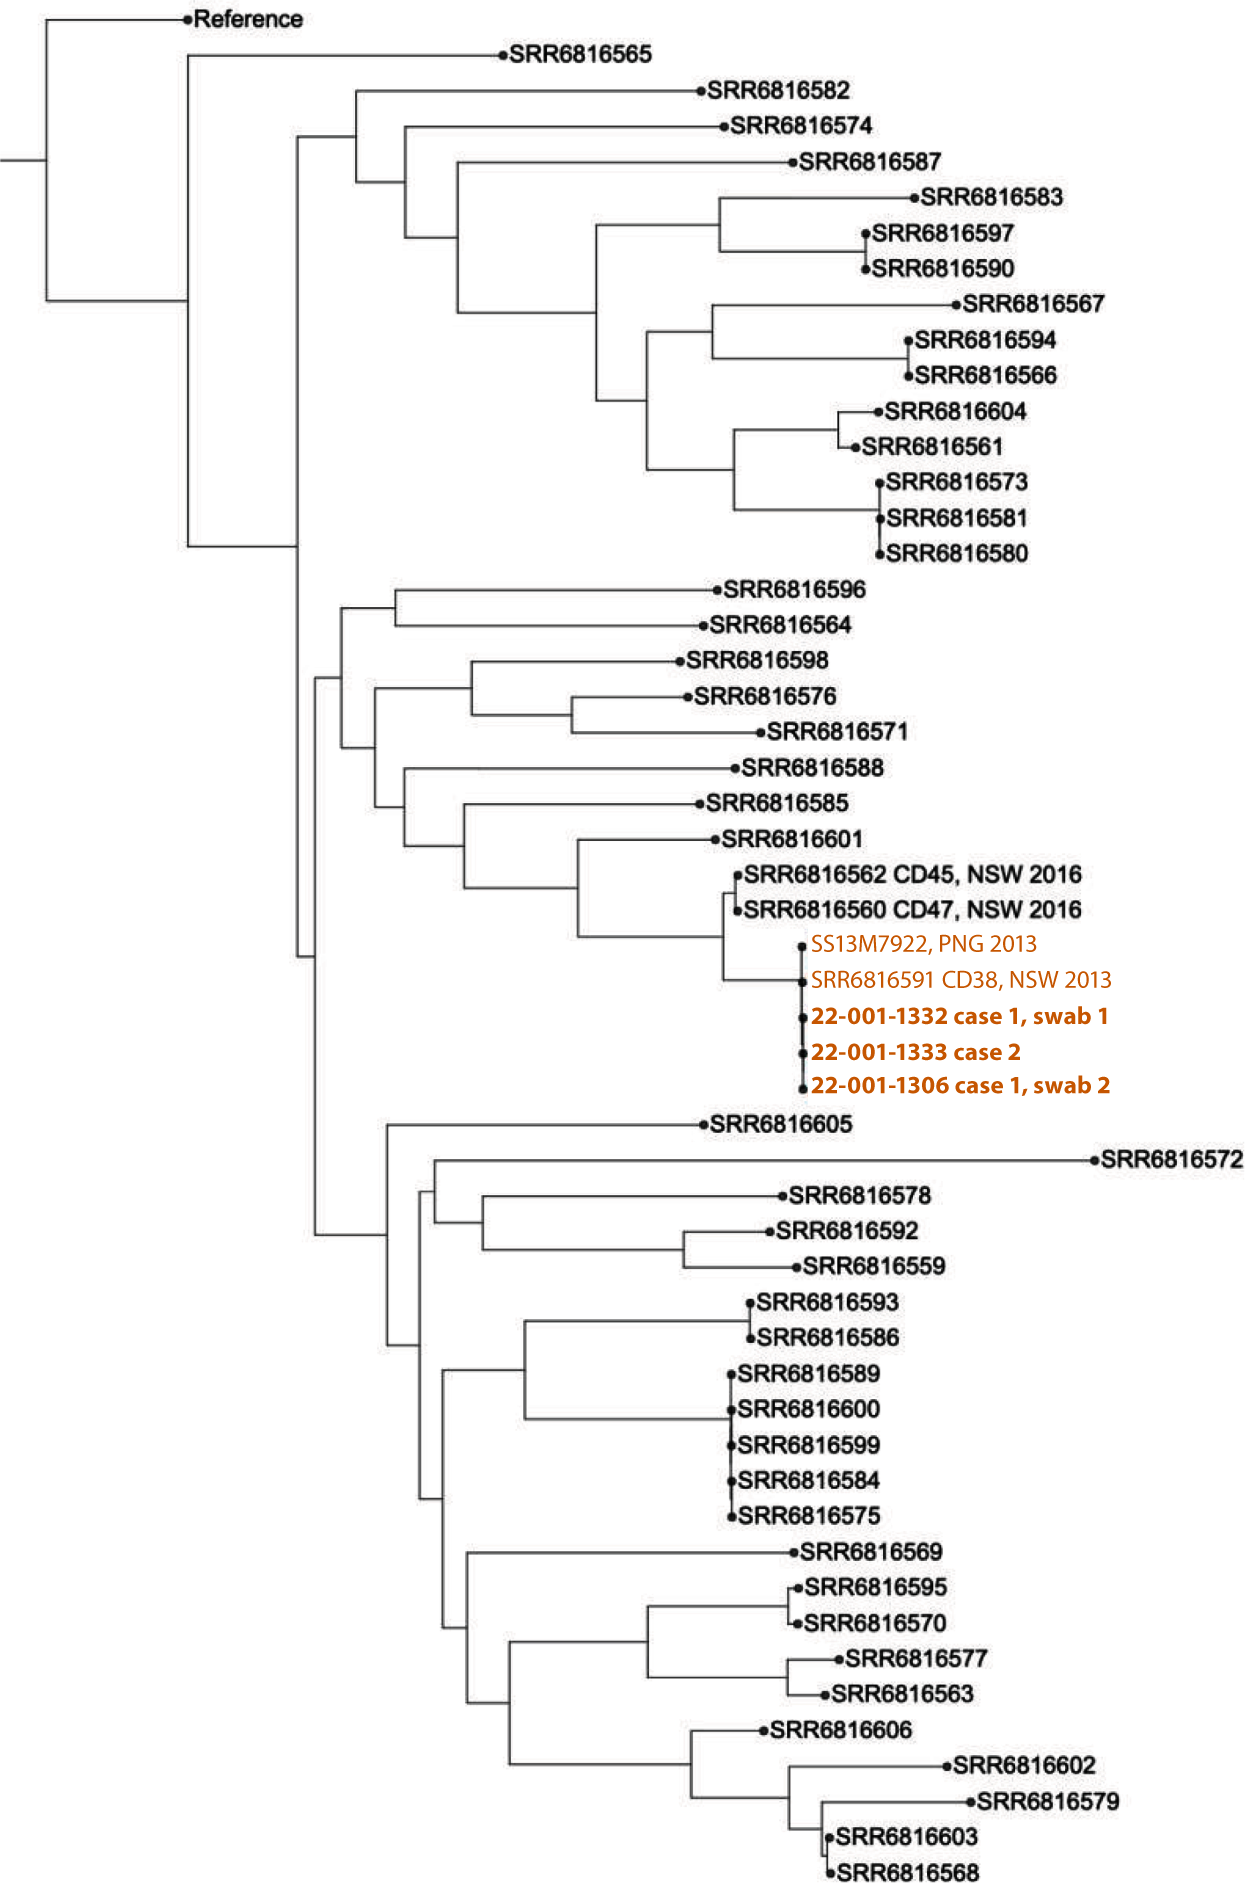 Reference
SRR6816565
SRR6816582
SRR6816574
SRR6816587
SRR6816583
SRR6816597
SRR6816590
SRR6816567
SRR6816594
SRR6816566
SRR6816604
SRR6816561
SRR6816573
SRR6816581
SRR6816580
SRR6816596
SRR6816564
SRR6816598
SRR6816576
SRR6816571
SRR6816588
SRR6816585
SRR6816601
SRR6816562 CD45, NSW 2016
SRR6816560 CD47, NSW 2016
SS13M7922, PNG 2013
SRR6816591 CD38, NSW 2013
22-001-1332 case 1, swab 1
22-001-1333 case 2
22-001-1306 case 1, swab 2
SRR6816605
SRR6816572
SRR6816578
SRR6816592
SRR6816559
SRR6816593
SRR6816586
SRR6816589
SRR6816600
SRR6816599
SRR6816584
SRR6816575
SRR6816569
SRR6816595
SRR6816570
SRR6816577
SRR6816563
SRR6816606
SRR6816602
SRR6816579
SRR6816603
SRR6816568